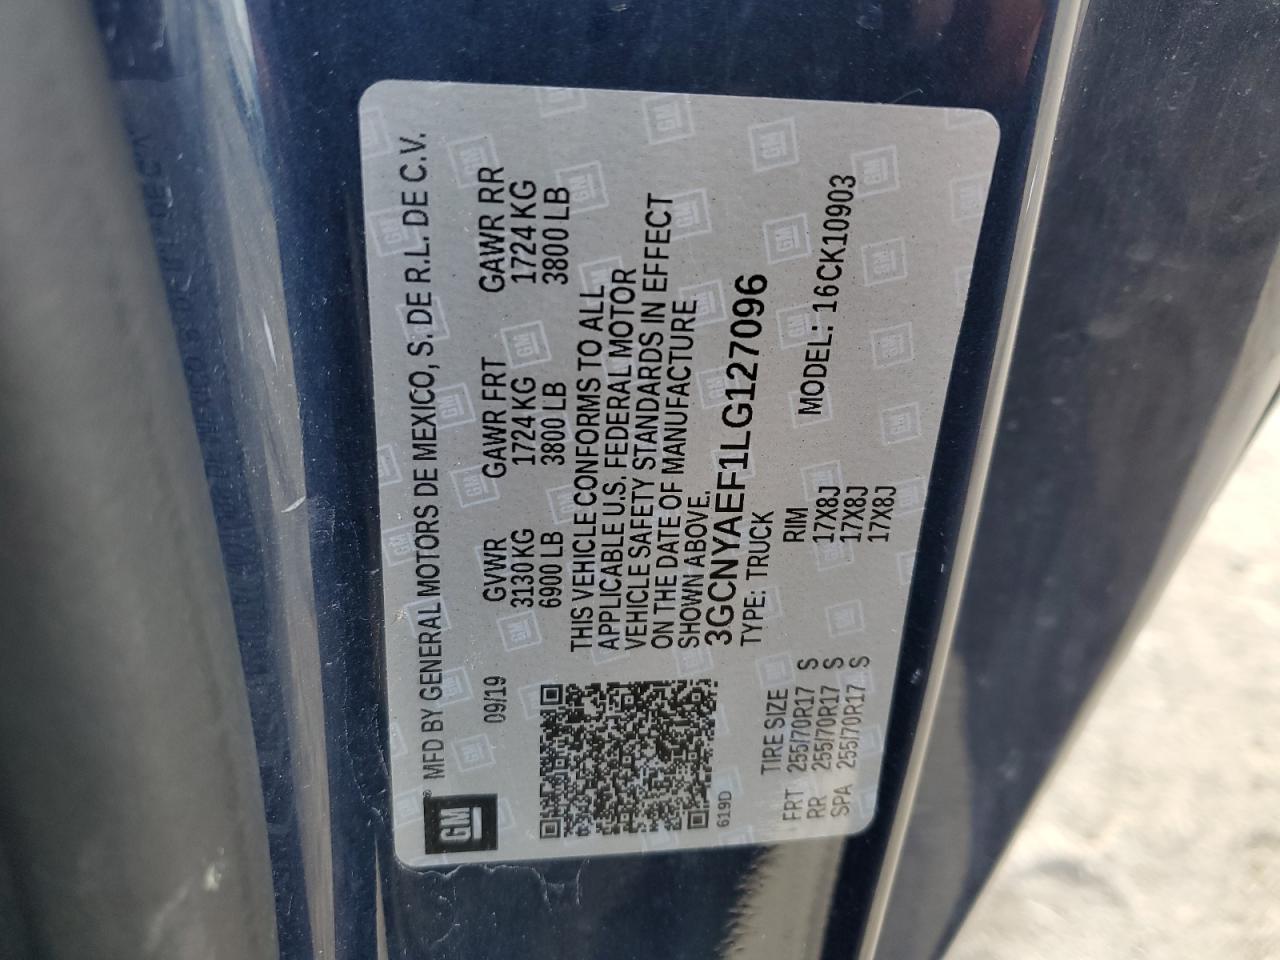 GM® MFD BY GENERAL MOTORS DE MEXICO, S. DE R.L. DE C.V.
09/19 GVWR GAWR FRT GAWR RR
3130 KG 1724 KG 1724 KG
6900 LB 3800 LB 3800 LB
THIS VEHICLE CONFORMS TO ALL
APPLICABLE U.S. FEDERAL MOTOR
VEHICLE SAFETY STANDARDS IN EFFECT
ON THE DATE OF MANUFACTURE
SHOWN ABOVE.
3GCNYAEF1LG127096
619D TYPE: TRUCK
TIRE SIZE RIM MODEL: 16CK10903
FRT 255/70R17 S 17X8J
RR 255/70R17 S 17X8J
SPA 255/70R17 S 17X8J